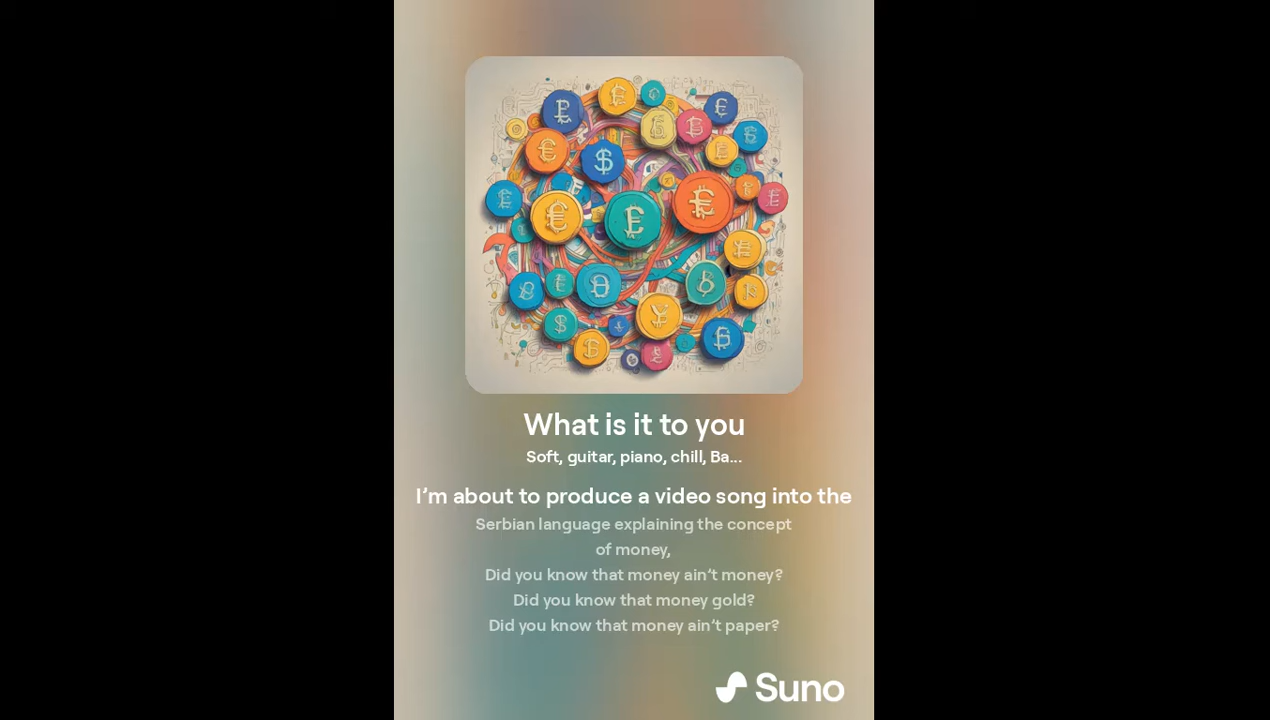 What is it to you
Soft, guitar, piano, chill, Ba...
I'm about to produce a video song into the
Serbian language explaining the concept
of money,
Did you know that money ain't money?
Did you know that money gold?
Did you know that money ain't paper?
Suno